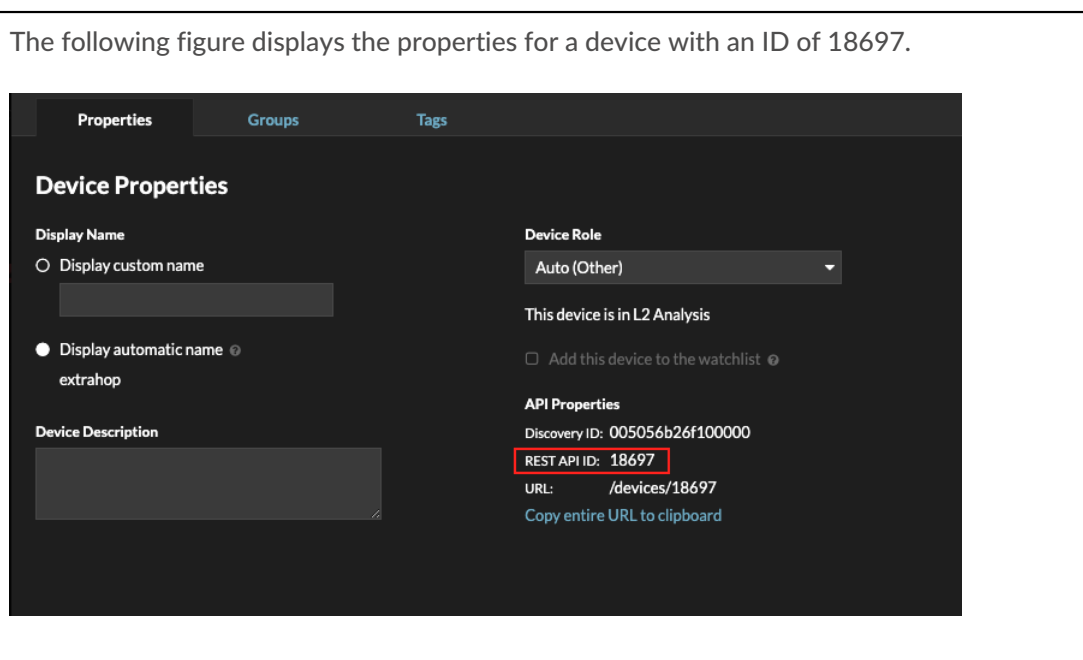 The following figure displays the properties for a device with an ID of 18697.
Properties
Groups
Tags
Device Properties
Display Name
Display custom name
Display automatic name
extrahop
Device Description
Device Role
Auto (Other)
This device is in L2 Analysis
Add this device to the watchlist
API Properties
Discovery ID: 005056b26f100000
REST API ID: 18697
URL: /devices/18697
Copy entire URL to clipboard